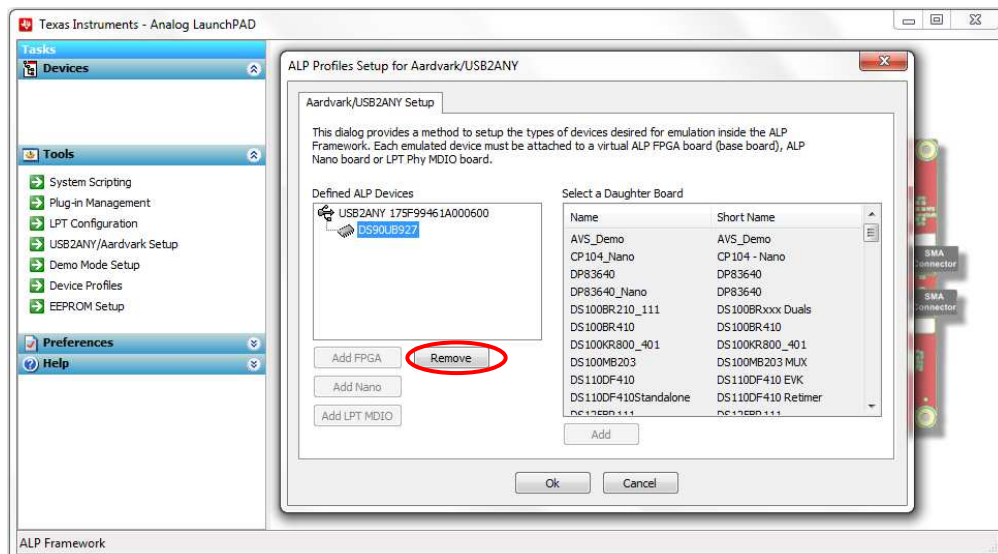 Texas Instruments - Analog LaunchPAD
Tasks
Devices
Tools
System Scripting
Plug-in Management
LPT Configuration
USB2ANY/Aardvark Setup
Demo Mode Setup
Device Profiles
EEPROM Setup
Preferences
Help
ALP Profiles Setup for Aardvark/USB2ANY
Aardvark/USB2ANY Setup
This dialog provides a method to setup the types of devices desired for emulation inside the ALP
Framework. Each emulated device must be attached to a virtual ALP FPGA board (base board), ALP
Nano board or LPT Phy MDIO board.
Defined ALP Devices
USB2ANY 175F99461A000600
DS90UB927
Add FPGA Remove
Add Nano
Add LPT MDIO
Select a Daughter Board
Name Short Name
AVS_Demo AVS_Demo
CP104_Nano CP104 - Nano
DP83640 DP83640
DP83640_Nano DP83640
DS100BR210_111 DS100BRxxx Duals
DS100BR410 DS100BR410
DS100KR800_401 DS100KR800_401
DS100MB203 DS100MB203 MUX
DS110DF410 DS110DF410 EVK
DS110DF410Standalone DS110DF410 Retimer
Add
Ok Cancel
SMA
Connector
SMA
Connector
ALP Framework